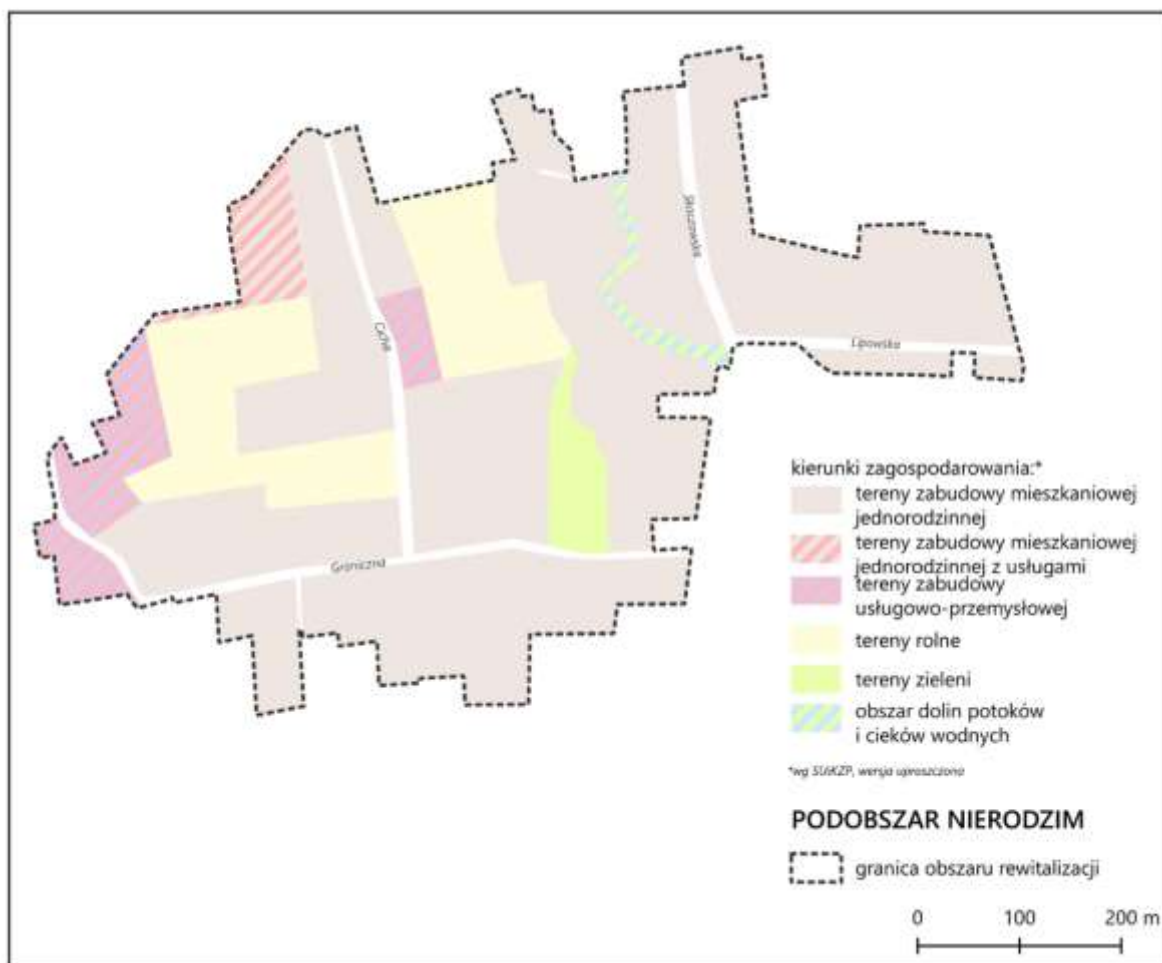 Skoczowska
Cicha
Lipowska
Graniczna
kierunki zagospodarowania:*
tereny zabudowy mieszkaniowej
jednorodzinnej
tereny zabudowy mieszkaniowej
jednorodzinnej z usługami
tereny zabudowy
usługowo-przemysłowej
tereny rolne
tereny zieleni
obszar dolin potoków
i cieków wodnych
*wg SUiKZP, wersja uproszczona
PODOBSZAR NIERODZIM
granica obszaru rewitalizacji
0 100 200 m